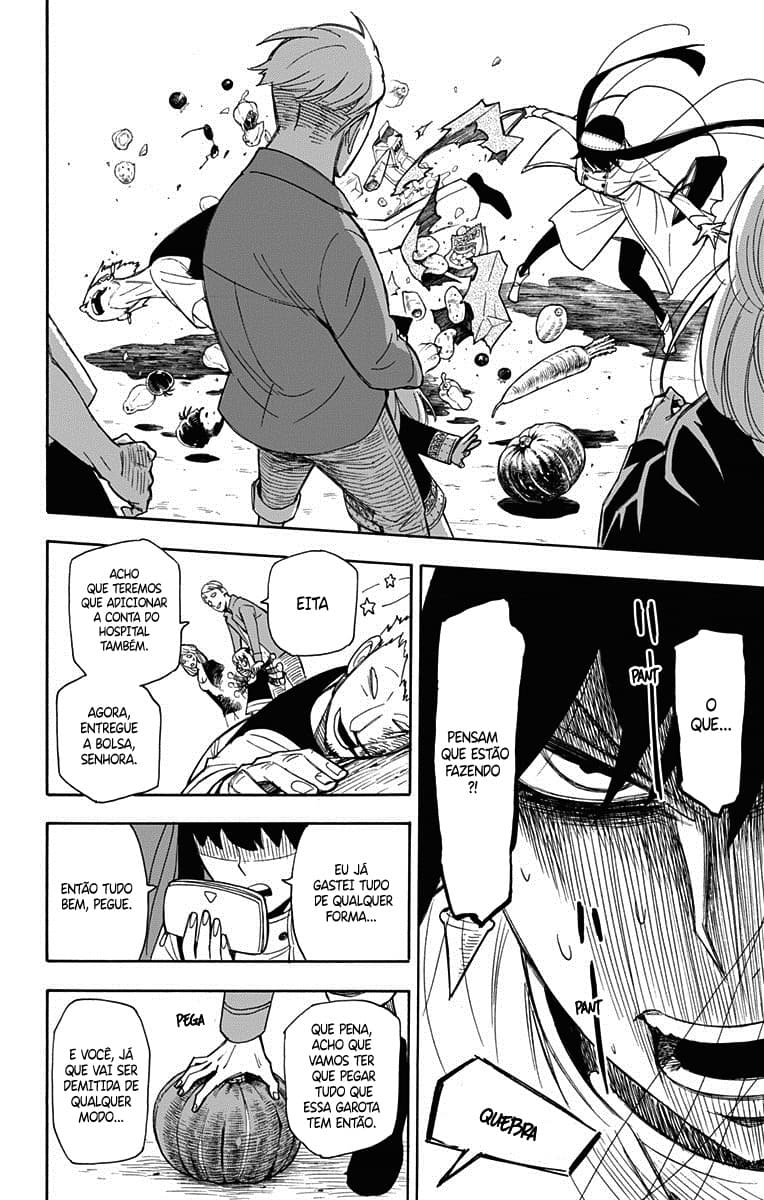 O
QUE...
PANT
PENSAM
QUE ESTÃO
FAZENDO
?!
PANT
QUEBRA
EITA
ACHO
QUE TEREMOS
QUE ADICIONAR
A CONTA DO
HOSPITAL
TAMBÉM.
AGORA,
ENTREGUE
A BOLSA,
SENHORA.
EU JÁ
GASTEI TUDO
DE QUALQUER
FORMA...
ENTÃO TUDO
BEM, PEGUE.
QUE PENA,
ACHO QUE
VAMOS TER
QUE PEGAR
TUDO QUE
ESSA GAROTA
TEM ENTÃO.
PEGA
E VOCÊ, JÁ
QUE VAI SER
DEMITIDA DE
QUALQUER
MODO...